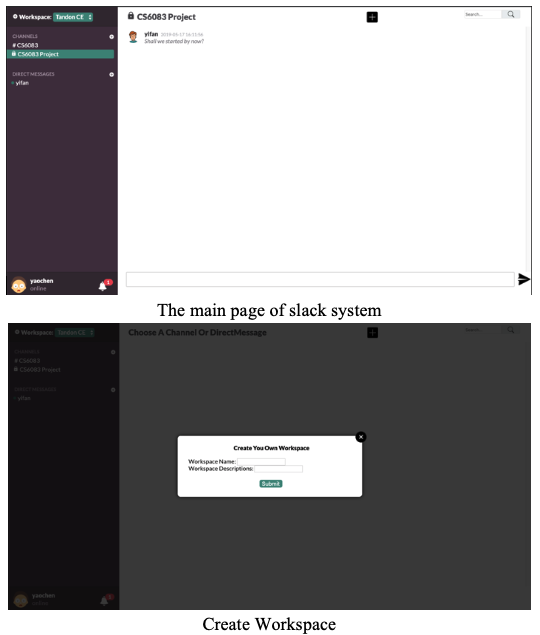 Workspace: Tandon CE
CS6083 Project
Search...
CHANNELS
# CS6083
CS6083 Project
DIRECT MESSAGES
yifan
yifan 2019-05-17 16:23:06
Shall we started by now?
yaochen
online
1
The main page of slack system
Workspace: Tandon CE
Choose A Channel Or DirectMessage
Search...
CHANNELS
# CS6083
CS6083 Project
DIRECT MESSAGES
yifan
Create You Own Workspace
Workspace Name:
Workspace Descriptions:
Submit
yaochen
online
Create Workspace